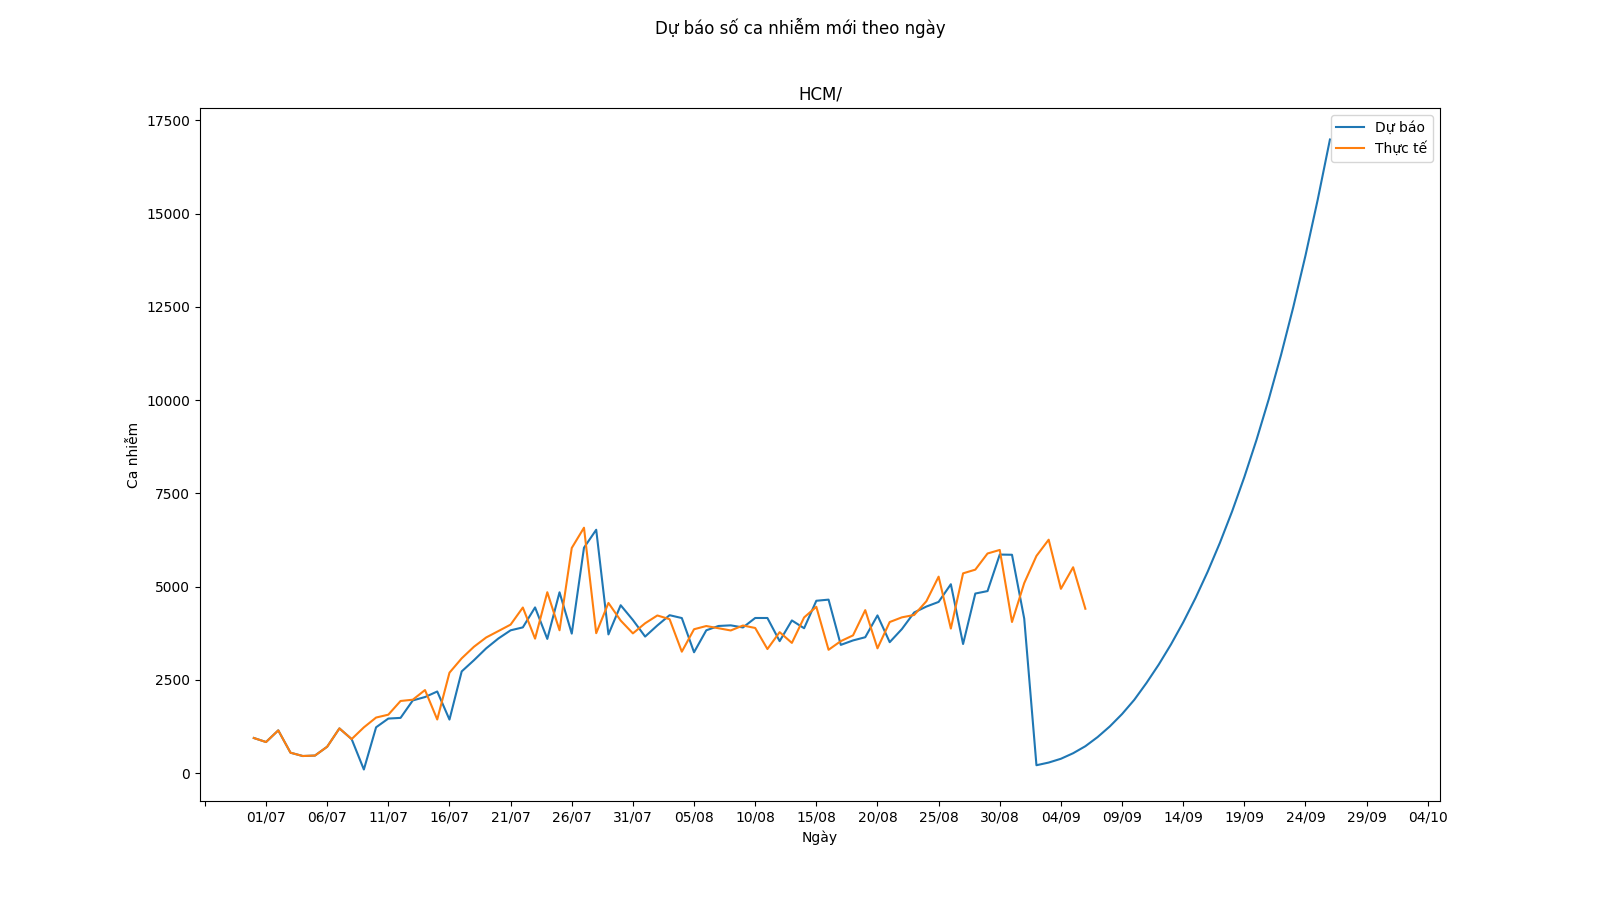 Dự báo số ca nhiễm mới theo ngày
HCM/
17500
15000
12500
10000
7500
5000
2500
0
Ca nhiễm
Dự báo
Thực tế
01/07 06/07 11/07 16/07 21/07 26/07 31/07 05/08 10/08 15/08 20/08 25/08 30/08 04/09 09/09 14/09 19/09 24/09 29/09 04/10
Ngày